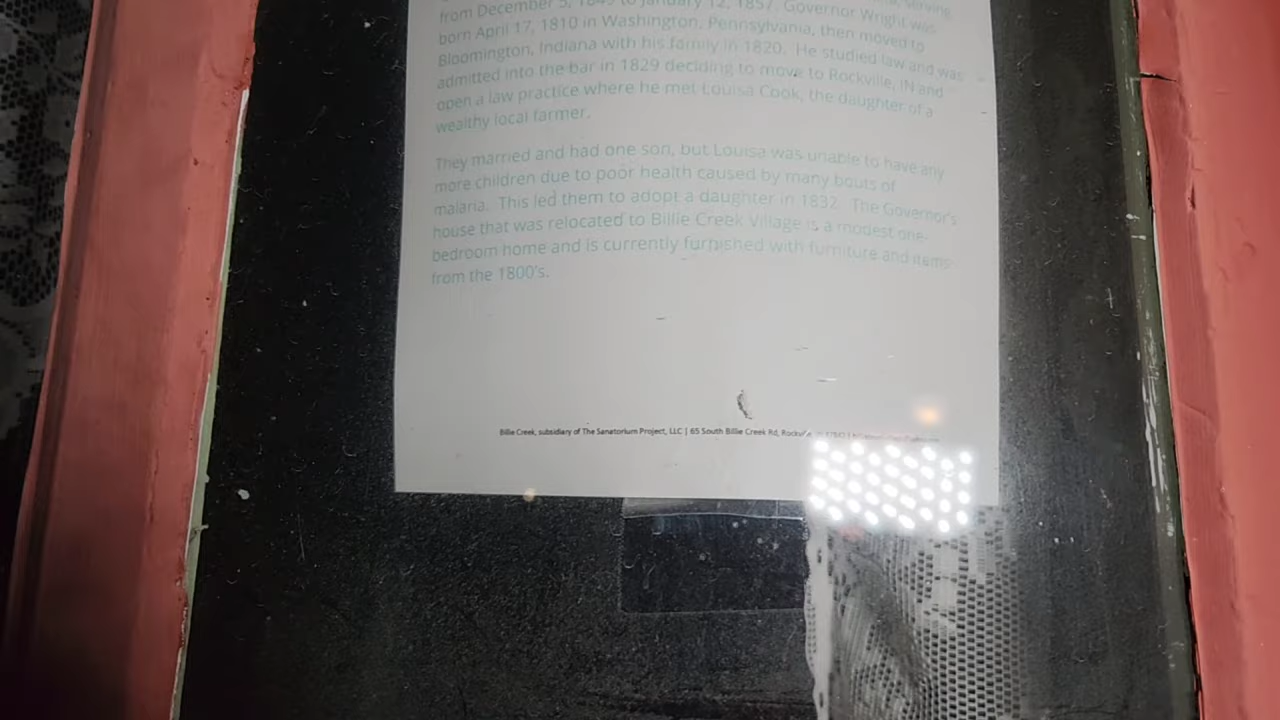 serving
from December 5, 1849 to January 12, 1857. Governor Wright was
born April 17, 1810 in Washington, Pennsylvania, then moved to
Bloomington, Indiana with his family in 1820. He studied law and was
admitted into the bar in 1829 deciding to move to Rockville, IN and
open a law practice where he met Louisa Cook, the daughter of a
wealthy local farmer.
They married and had one son, but Louisa was unable to have any
more children due to poor health caused by many bouts of
malaria. This led them to adopt a daughter in 1832. The Governor's
house that was relocated to Billie Creek Village is a modest one-
bedroom home and is currently furnished with furniture and items
from the 1800's.
Billie Creek, subsidiary of The Sanatorium Project, LLC | 65 South Billie Creek Rd, Rockville,